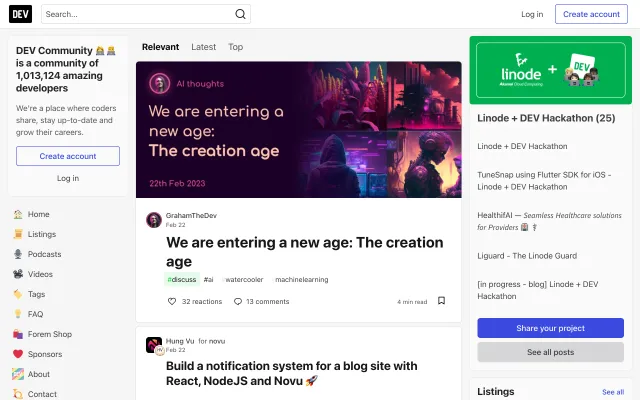 DEV
Search...
Log in
Create account
DEV Community
is a community of
1,013,124 amazing
developers
We're a place where coders
share, stay up-to-date and
grow their careers.
Create account
Log in
Home
Listings
Podcasts
Videos
Tags
FAQ
Forem Shop
Sponsors
About
Contact
Relevant Latest Top
AI thoughts
We are entering a
new age:
The creation age
22th Feb 2023
GrahamTheDev
Feb 22
We are entering a new age: The creation
age
#discuss #ai #watercooler machinelearning
32 reactions 13 comments 4 min read
Hung Vu for novu
Feb 22
Build a notification system for a blog site with
React, NodeJS and Novu 🚀
linode + DEV
Akamai Cloud Computing
Linode + DEV Hackathon (25)
Linode + DEV Hackathon
TuneSnap using Flutter SDK for iOS -
Linode + DEV Hackathon
HealthifAI — Seamless Healthcare solutions
for Providers 🏥 ⚕
Liguard - The Linode Guard
[in progress - blog] Linode + DEV
Hackathon
Share your project
See all posts
Listings See all